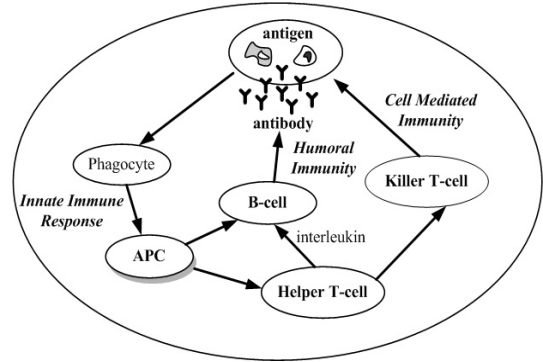 antigen
antibody
Cell Mediated
Immunity
Humoral
Immunity
Phagocyte
Killer T-cell
Innate Immune
Response
B-cell
interleukin
APC
Helper T-cell